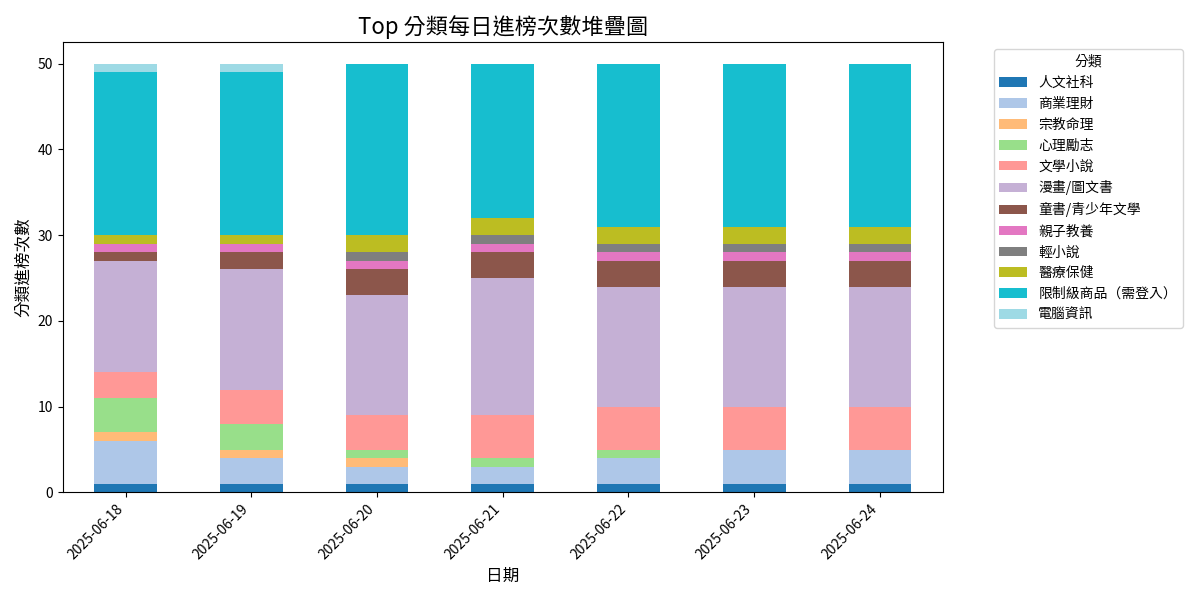 Top 分類每日進榜次數堆疊圖
分類進榜次數
50
40
30
20
10
0
2025-06-18
2025-06-19
2025-06-20
2025-06-21
2025-06-22
2025-06-23
2025-06-24
日期
分類
人文社科
商業理財
宗教命理
心理勵志
文學小說
漫畫/圖文書
童書/青少年文學
親子教養
輕小說
醫療保健
限制級商品（需登入）
電腦資訊